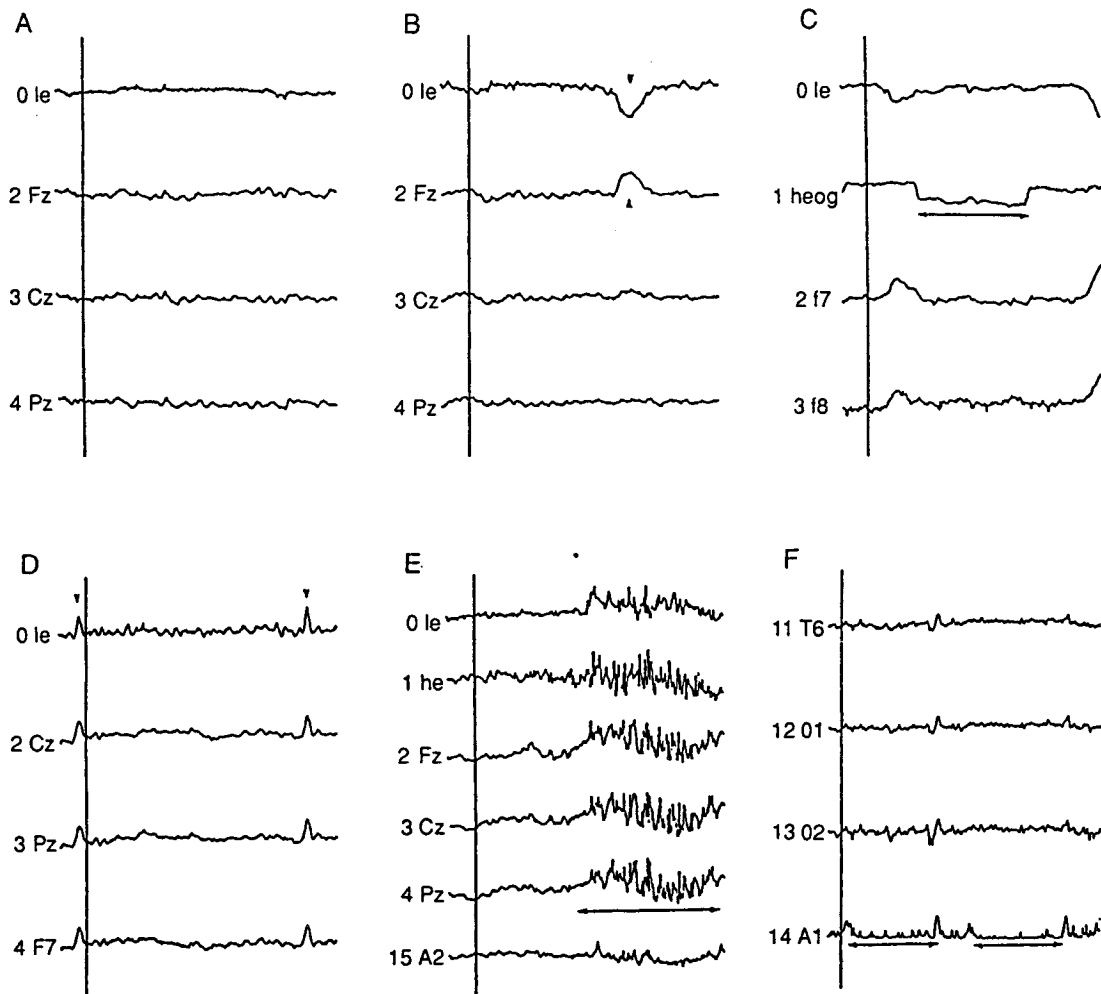 A
0 le
2 Fz
3 Cz
4 Pz
B
0 le
2 Fz
3 Cz
4 Pz
C
0 le
1 heog
2 f7
3 f8
D
0 le
2 Cz
3 Pz
4 F7
E
0 le
1 he
2 Fz
3 Cz
4 Pz
15 A2
F
11 T6
12 01
13 02
14 A1